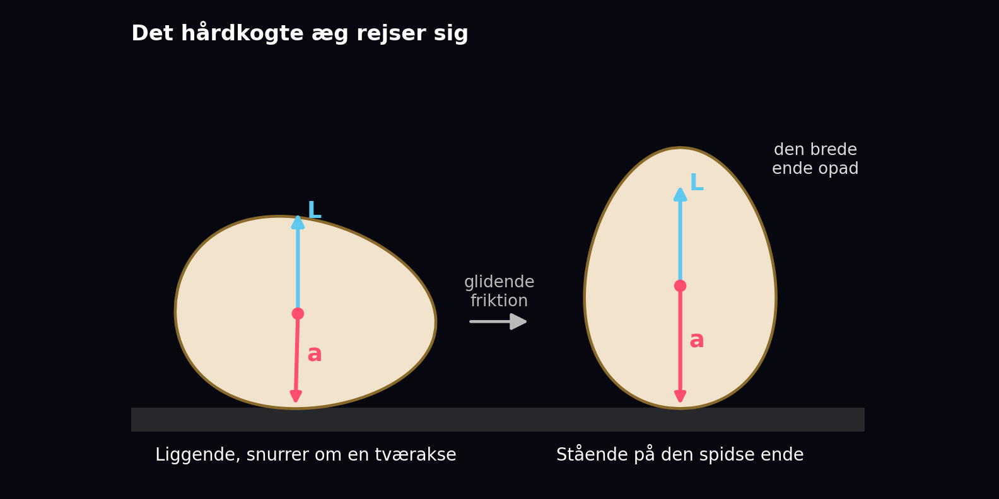 Det hårdkogte æg rejser sig
den brede
ende opad
L
L
glidende
friktion
a
a
Liggende, snurrer om en tværakse
Stående på den spidse ende